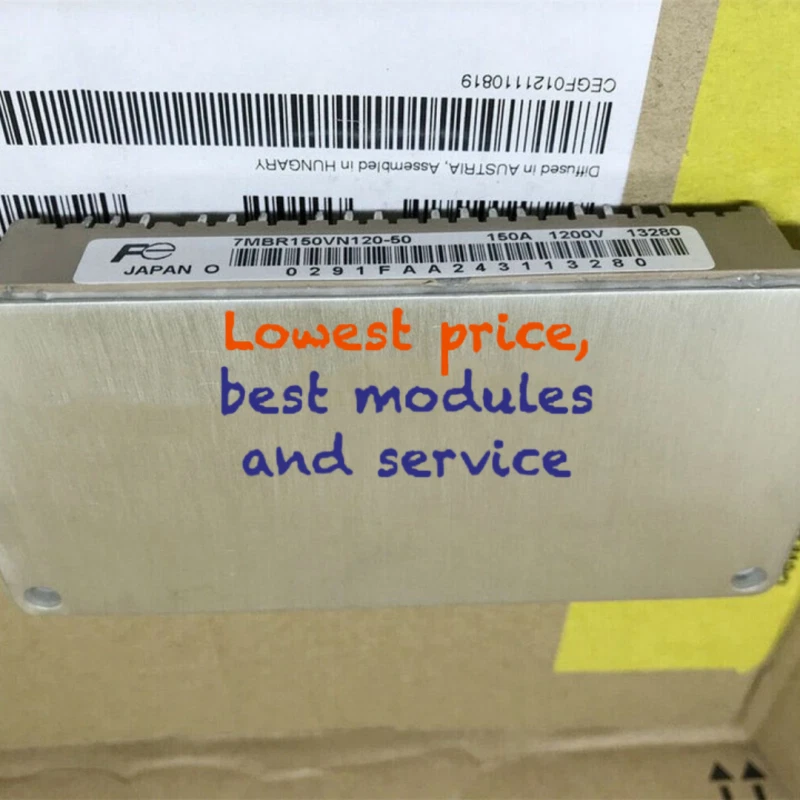 CEGF0121110819
Diffused in AUSTRIA, Assembled in HUNGARY
Fe 7MBR150VN120-50 150A 1200V 13280
JAPAN O 0291FAA243113280
Lowest price,
best modules
and service